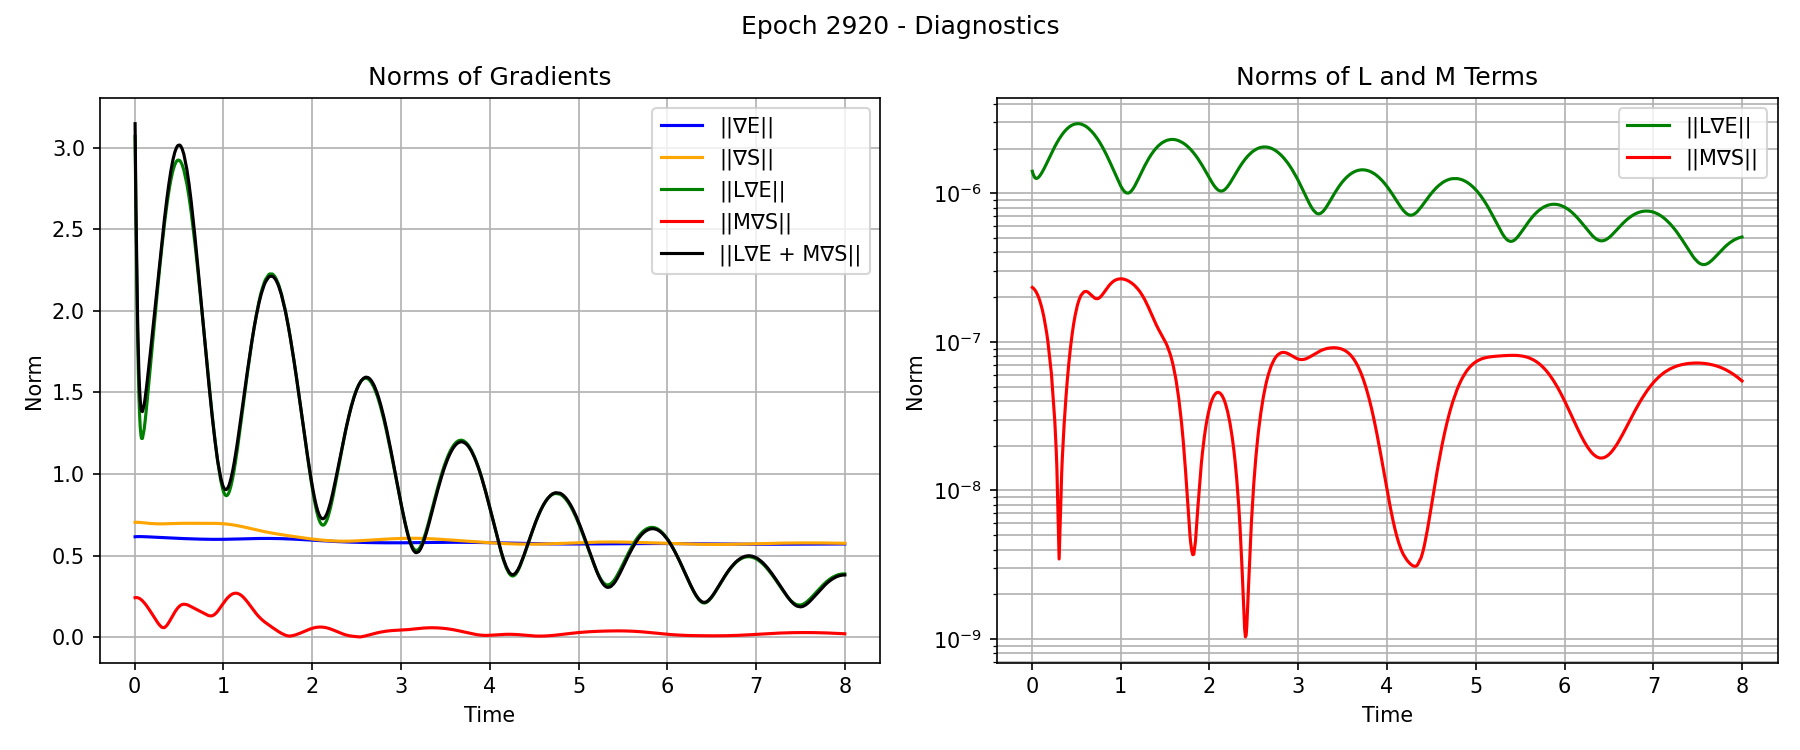 Epoch 2920 - Diagnostics
Norms of Gradients
||∇E||
||∇S||
||L∇E||
||M∇S||
||L∇E + M∇S||
3.0
2.5
2.0
1.5
1.0
0.5
0.0
Norm
0 1 2 3 4 5 6 7 8
Time
Norms of L and M Terms
||L∇E||
||M∇S||
10⁻⁶
10⁻⁷
10⁻⁸
10⁻⁹
Norm
0 1 2 3 4 5 6 7 8
Time